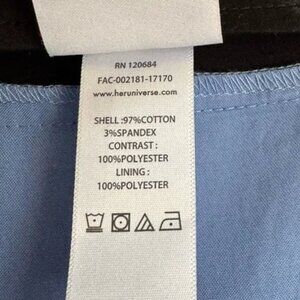 RN 120684
FAC-002181-17170
www.heruniverse.com
SHELL :97%COTTON
3%SPANDEX
CONTRAST :
100%POLYESTER
LINING :
100%POLYESTER